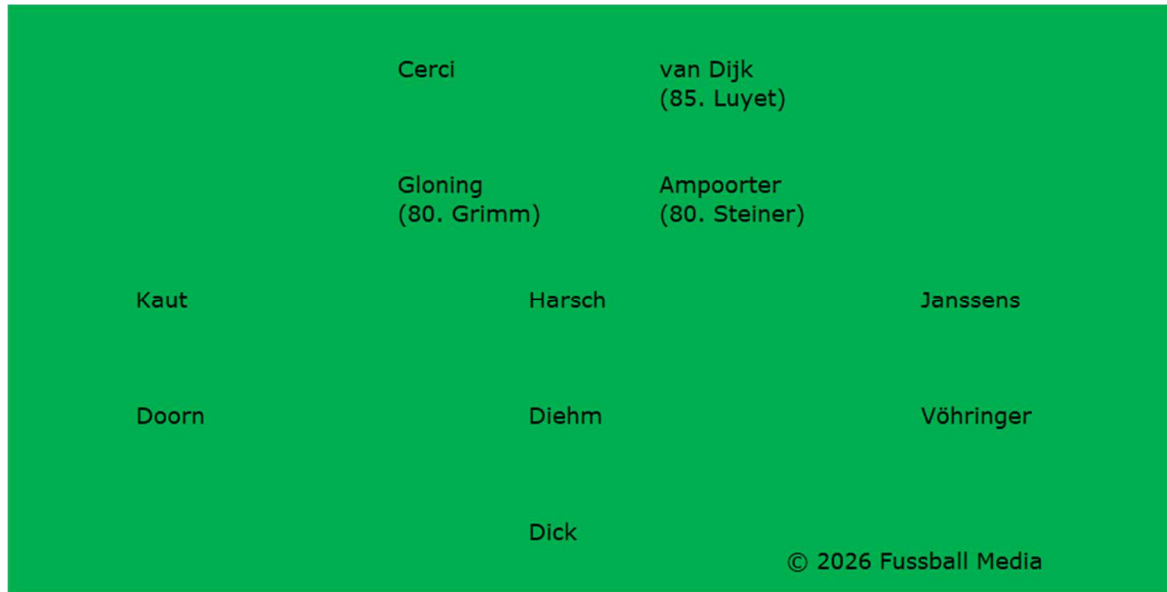 Cerci van Dijk
(85. Luyet)
Gloning Ampoorter
(80. Grimm) (80. Steiner)
Kaut Harsch Janssens
Doorn Diehm Vöhringer
Dick
© 2026 Fussball Media